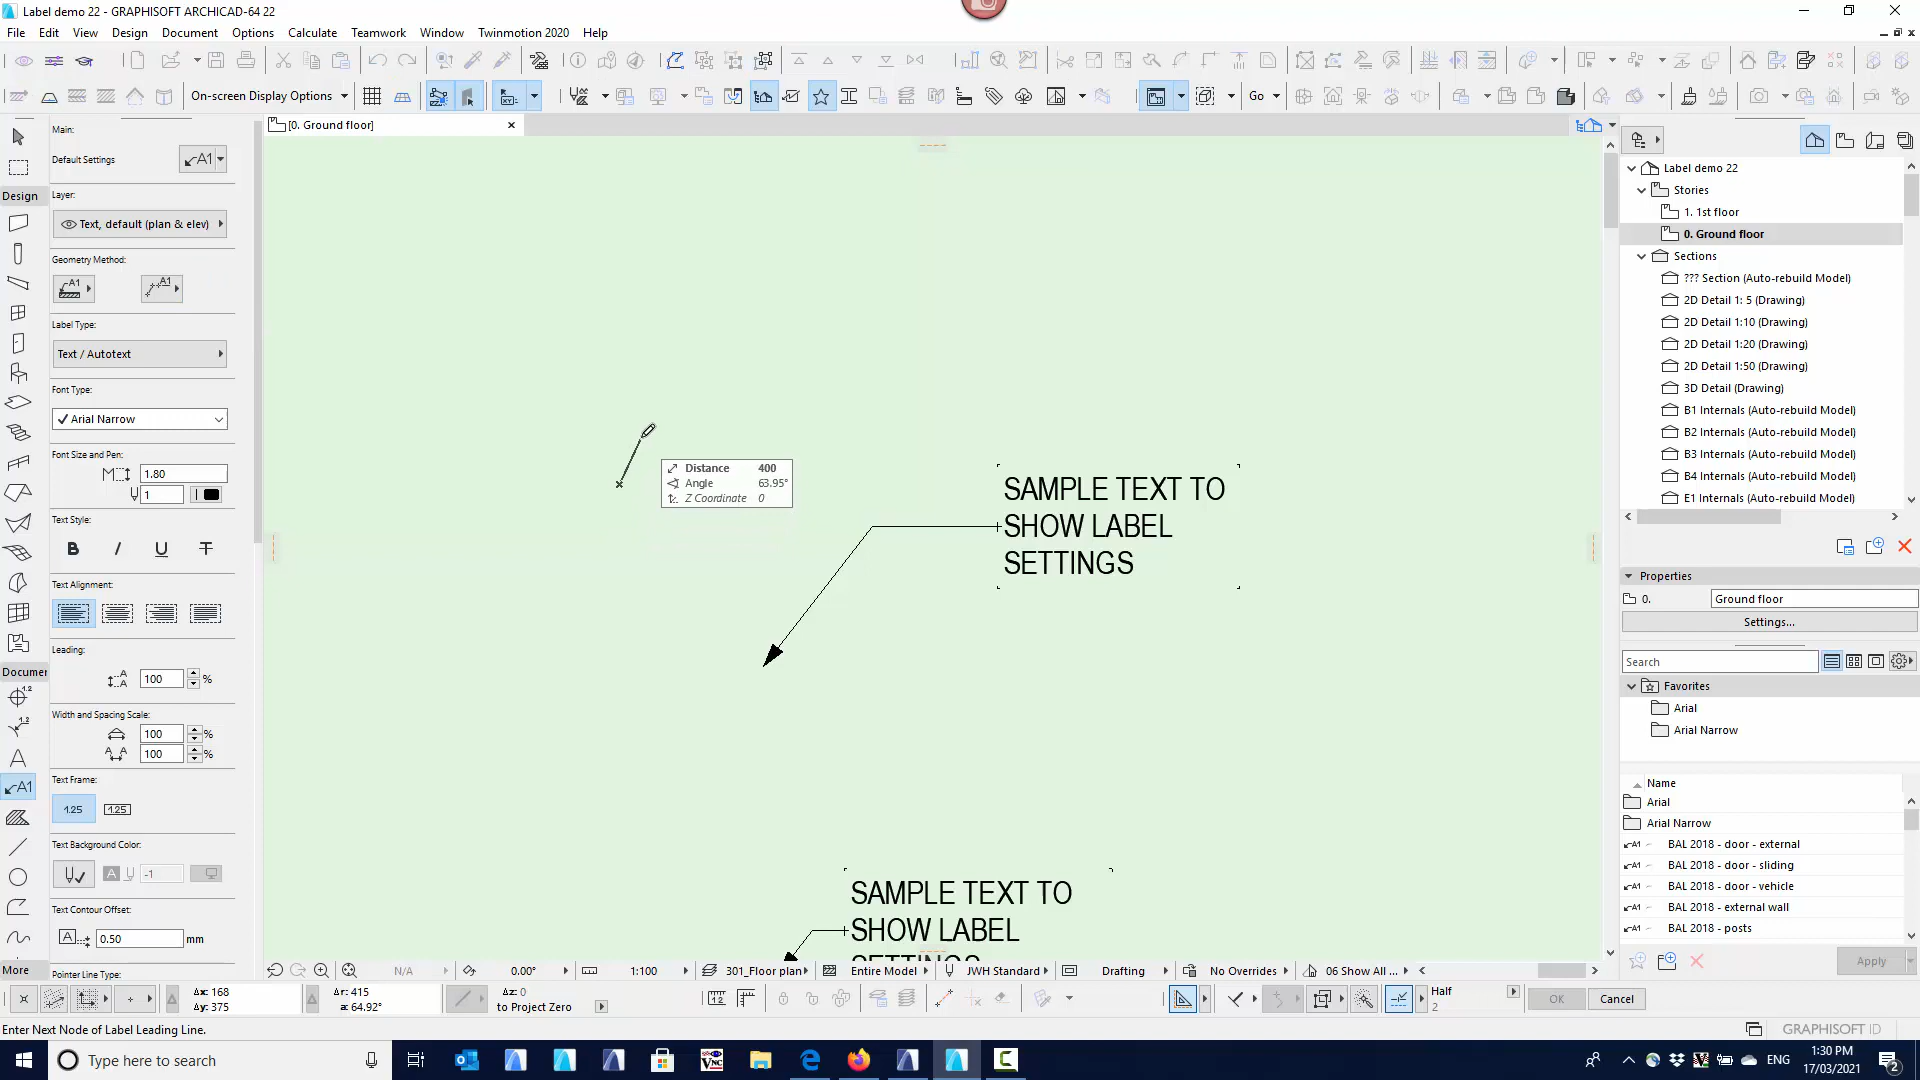 Label demo 22 - GRAPHISOFT ARCHICAD-64 22
File Edit View Design Document Options Calculate Teamwork Window Twinmotion 2020 Help
On-screen Display Options
Go
[0. Ground floor]
Main:
Default Settings
A1
Layer:
Text, default (plan & elev)
Geometry Method:
Label Type:
Text / Autotext
Font Type:
Arial Narrow
Font Size and Pen:
1.80
1
Text Style:
B I U T
Text Alignment:
Leading:
100 %
Width and Spacing Scale:
100 %
100 %
Text Frame:
1.25 1.25
Text Background Color:
-1
Text Contour Offset:
0.50 mm
Pointer Line Type:
Design
Document
A1
More
Distance 400
Angle 63.95°
Z Coordinate 0
SAMPLE TEXT TO
SHOW LABEL
SETTINGS
SAMPLE TEXT TO
SHOW LABEL
SETTINGS
Label demo 22
Stories
1. 1st floor
0. Ground floor
Sections
??? Section (Auto-rebuild Model)
2D Detail 1: 5 (Drawing)
2D Detail 1:10 (Drawing)
2D Detail 1:20 (Drawing)
2D Detail 1:50 (Drawing)
3D Detail (Drawing)
B1 Internals (Auto-rebuild Model)
B2 Internals (Auto-rebuild Model)
B3 Internals (Auto-rebuild Model)
B4 Internals (Auto-rebuild Model)
E1 Internals (Auto-rebuild Model)
Properties
0. Ground floor
Settings...
Search
Favorites
Arial
Arial Narrow
Name
Arial
Arial Narrow
BAL 2018 - door - external
BAL 2018 - door - sliding
BAL 2018 - door - vehicle
BAL 2018 - external wall
BAL 2018 - posts
Apply
N/A 0.00° 1:100 301_Floor plan Entire Model JWH Standard Drafting No Overrides 06 Show All ...
Δx: 168
Δy: 375
Δr: 415
a: 64.92°
Δz: 0
to Project Zero
Half
2
OK Cancel
Enter Next Node of Label Leading Line.
GRAPHISOFT ID
Type here to search
ENG
1:30 PM
17/03/2021
2